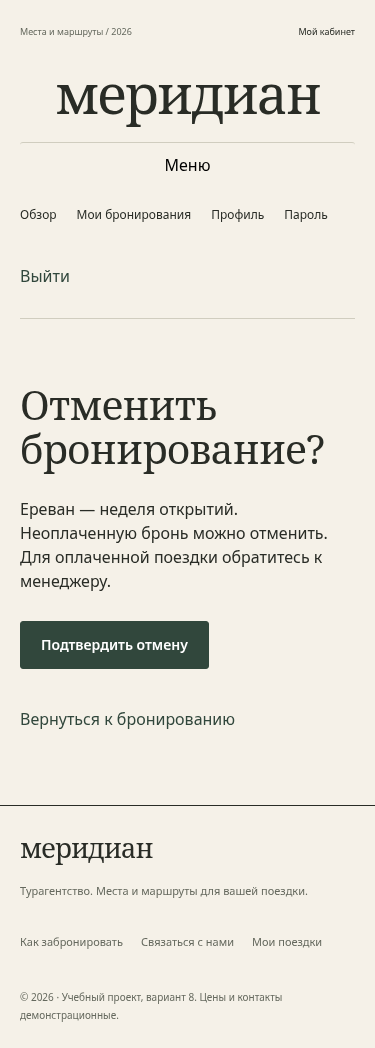 Места и маршруты / 2026
Мой кабинет
меридиан
Меню
Обзор Мои бронирования Профиль Пароль
Выйти
Отменить
бронирование?
Ереван — неделя открытий.
Неоплаченную бронь можно отменить.
Для оплаченной поездки обратитесь к
менеджеру.
Подтвердить отмену
Вернуться к бронированию
меридиан
Турагентство. Места и маршруты для вашей поездки.
Как забронировать Связаться с нами Мои поездки
© 2026 · Учебный проект, вариант 8. Цены и контакты
демонстрационные.